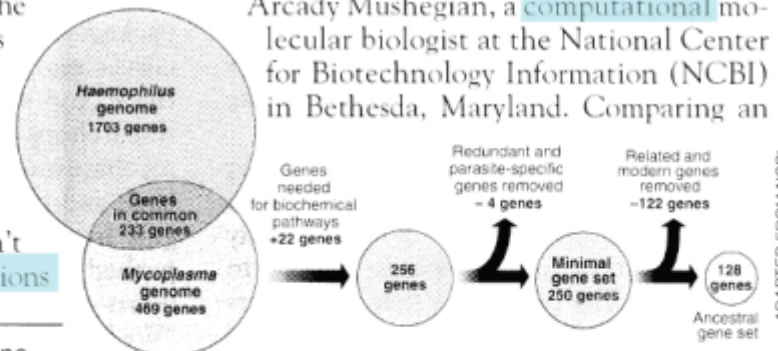 he
s
Arcady Mushegian, a computational mo-
lecular biologist at the National Center
for Biotechnology Information (NCBI)
in Bethesda, Maryland. Comparing an
Haemophilus
genome
1703 genes
Genes
in common
233 genes
Mycoplasma
genome
469 genes
Genes
needed
for biochemical
pathways
+22 genes
256
genes
Redundant and
parasite-specific
genes removed
– 4 genes
Minimal
gene set
250 genes
Related and
modern genes
removed
–122 genes
128
genes
Ancestral
gene set
't
ions